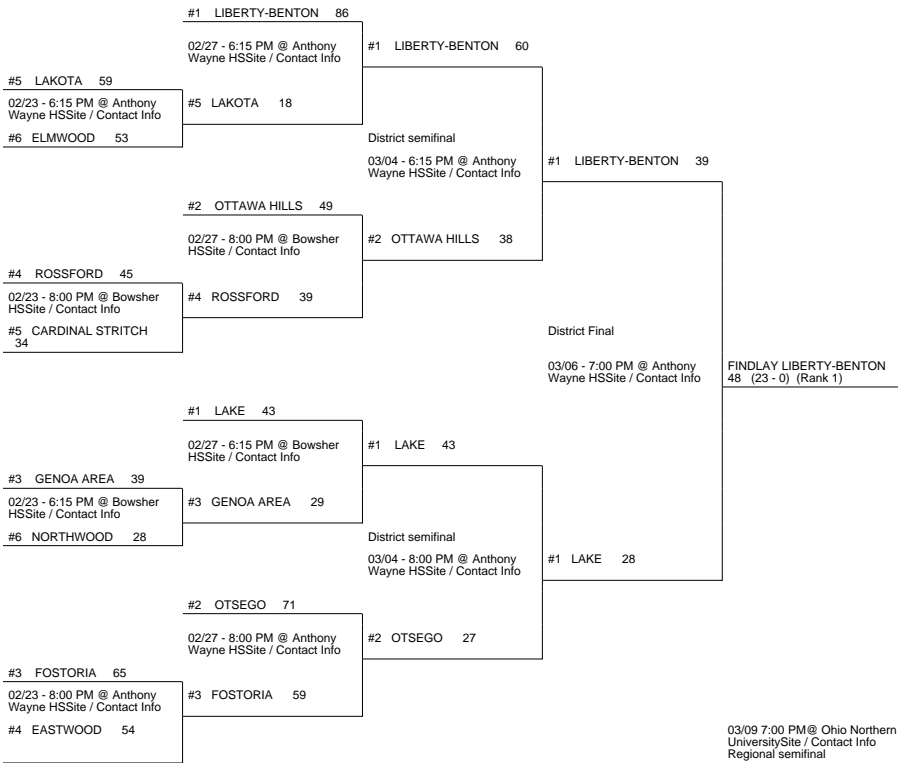 #1 LIBERTY-BENTON 86
02/27 - 6:15 PM @ Anthony
Wayne HSSite / Contact Info
#1 LIBERTY-BENTON 60
#5 LAKOTA 59
02/23 - 6:15 PM @ Anthony
Wayne HSSite / Contact Info
#5 LAKOTA 18
#6 ELMWOOD 53
District semifinal
03/04 - 6:15 PM @ Anthony
Wayne HSSite / Contact Info
#1 LIBERTY-BENTON 39
#2 OTTAWA HILLS 49
02/27 - 8:00 PM @ Bowsher
HSSite / Contact Info
#2 OTTAWA HILLS 38
#4 ROSSFORD 45
02/23 - 8:00 PM @ Bowsher
HSSite / Contact Info
#4 ROSSFORD 39
#5 CARDINAL STRITCH
34
District Final
03/06 - 7:00 PM @ Anthony
Wayne HSSite / Contact Info
FINDLAY LIBERTY-BENTON
48 (23 - 0) (Rank 1)
#1 LAKE 43
02/27 - 6:15 PM @ Bowsher
HSSite / Contact Info
#1 LAKE 43
#3 GENOA AREA 39
02/23 - 6:15 PM @ Bowsher
HSSite / Contact Info
#3 GENOA AREA 29
#6 NORTHWOOD 28
District semifinal
03/04 - 8:00 PM @ Anthony
Wayne HSSite / Contact Info
#1 LAKE 28
#2 OTSEGO 71
02/27 - 8:00 PM @ Anthony
Wayne HSSite / Contact Info
#2 OTSEGO 27
#3 FOSTORIA 65
02/23 - 8:00 PM @ Anthony
Wayne HSSite / Contact Info
#3 FOSTORIA 59
#4 EASTWOOD 54
03/09 7:00 PM@ Ohio Northern
UniversitySite / Contact Info
Regional semifinal